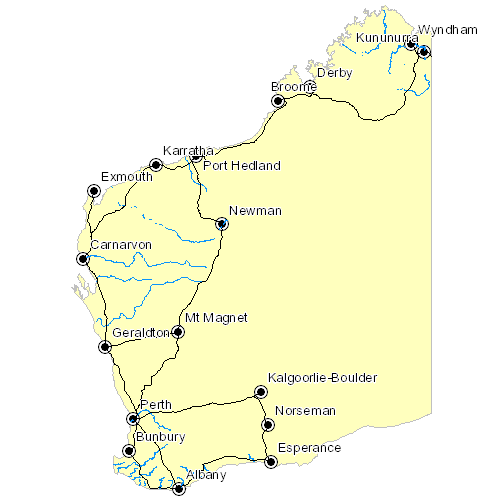 Wyndham
Kununurra
Derby
Broome
Karratha
Port Hedland
Exmouth
Newman
Carnarvon
Mt Magnet
Geraldton
Kalgoorlie-Boulder
Perth
Norseman
Bunbury
Esperance
Albany